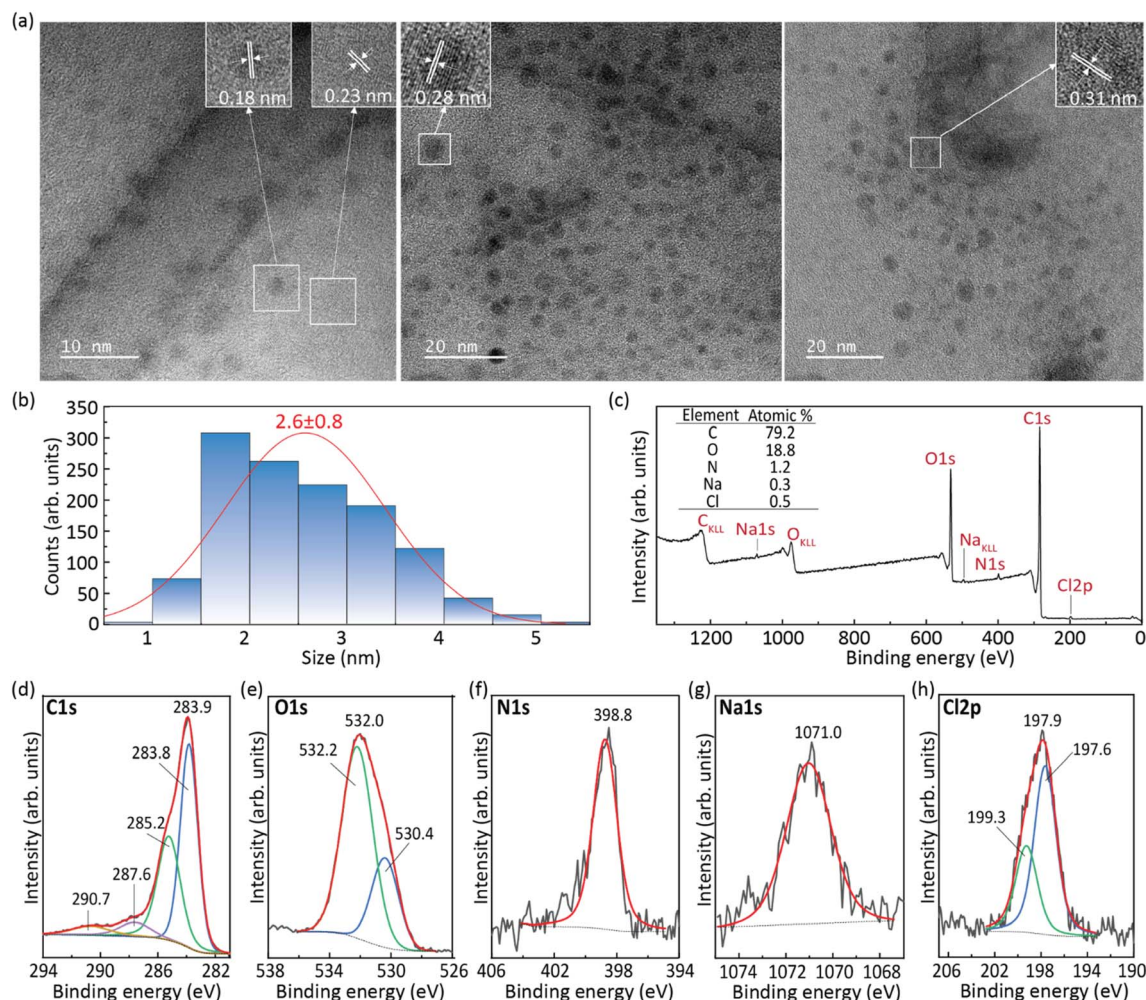 (a)
0.18 nm
0.23 nm
0.28 nm
0.31 nm
10 nm
20 nm
20 nm
(b)
350
300
250
200
150
100
50
0
Counts (arb. units)
2.6±0.8
1 2 3 4 5
Size (nm)
(c)
Element Atomic %
C 79.2
O 18.8
N 1.2
Na 0.3
Cl 0.5
C1s
O1s
CKLL
Na1s
OKLL
NaKLL
N1s
Cl2p
Intensity (arb. units)
1200 1000 800 600 400 200 0
Binding energy (eV)
(d)
C1s
283.9
283.8
285.2
287.6
290.7
Intensity (arb. units)
294 290 286 284 281
Binding energy (eV)
(e)
O1s
532.0
532.2
530.4
Intensity (arb. units)
538 530 526
Binding energy (eV)
(f)
N1s
398.8
Intensity (arb. units)
406 402 398 394
Binding energy (eV)
(g)
Na1s
1071.0
Intensity (arb. units)
1074 1072 1070 1068
Binding energy (eV)
(h)
Cl2p
197.9
197.6
199.3
Intensity (arb. units)
206 202 198 194 190
Binding energy (eV)